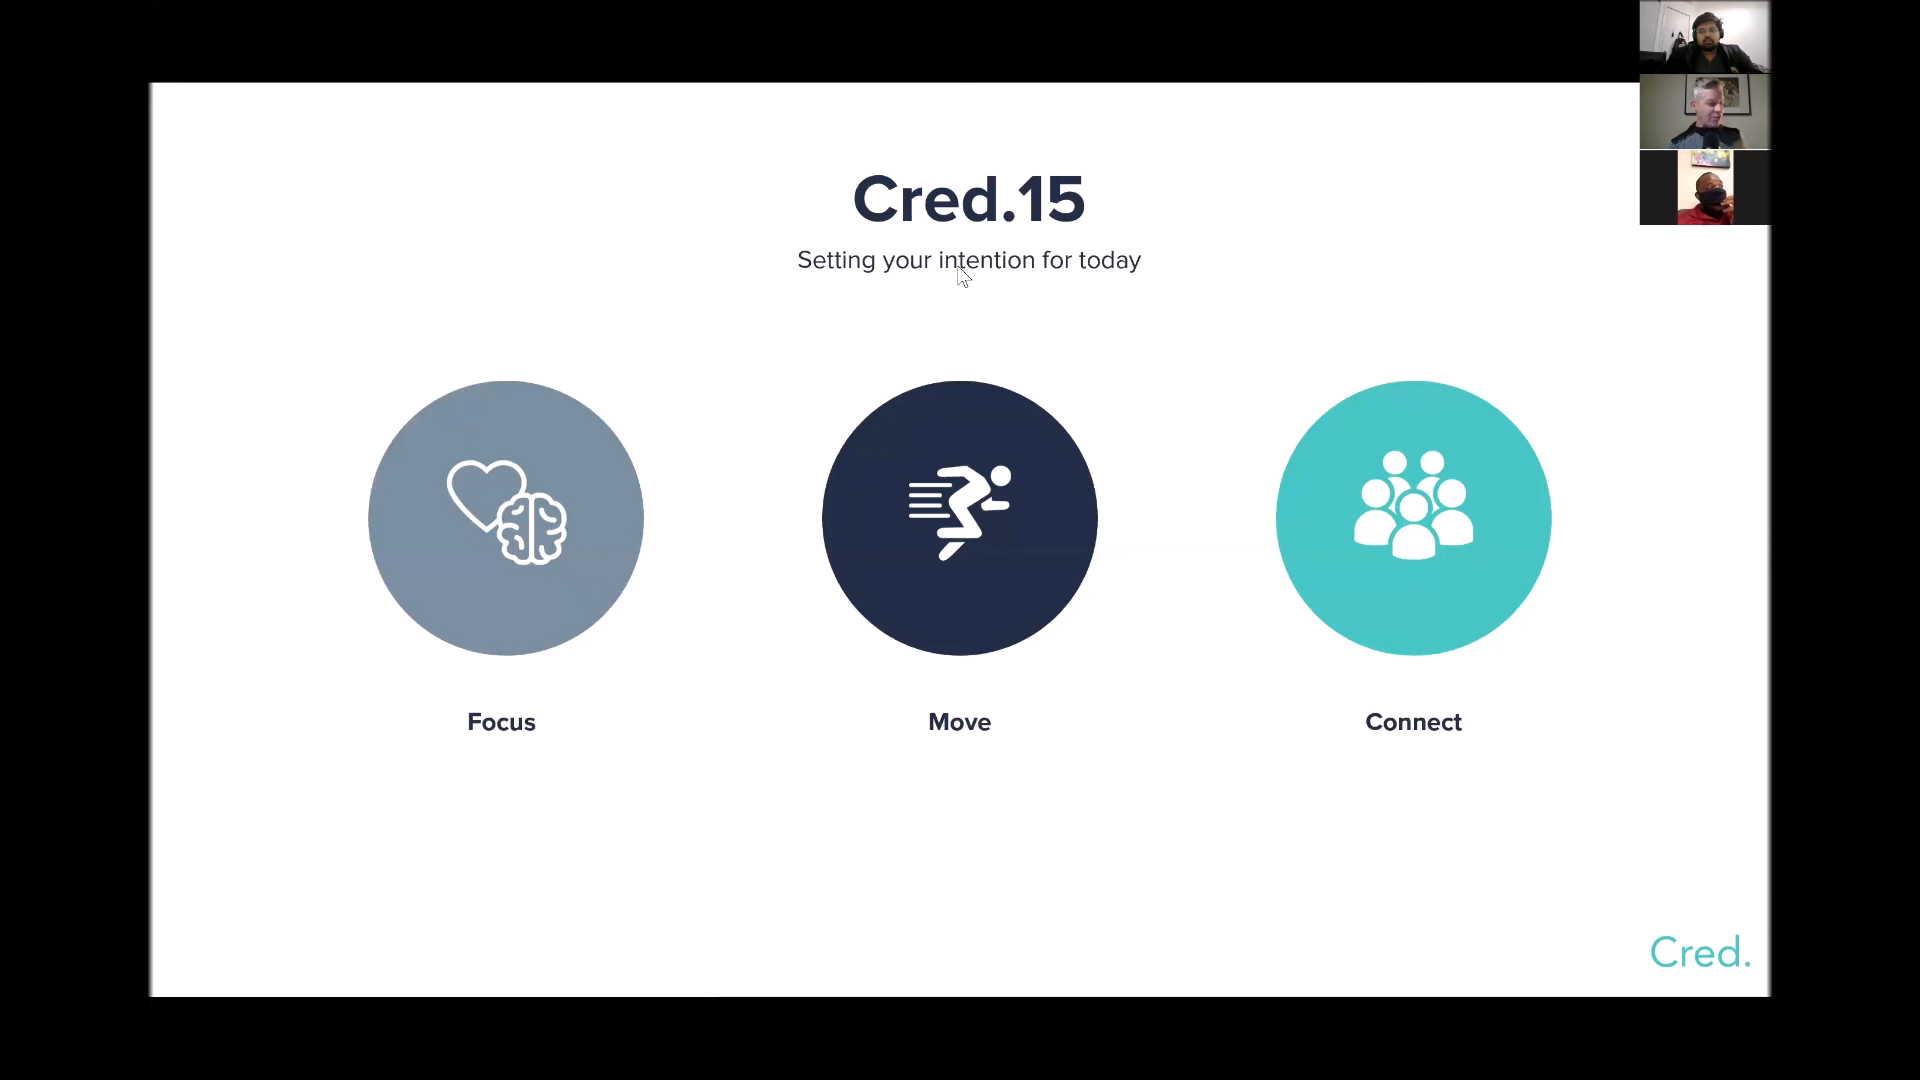 Cred.15
Setting your intention for today
Focus
Move
Connect
Cred.